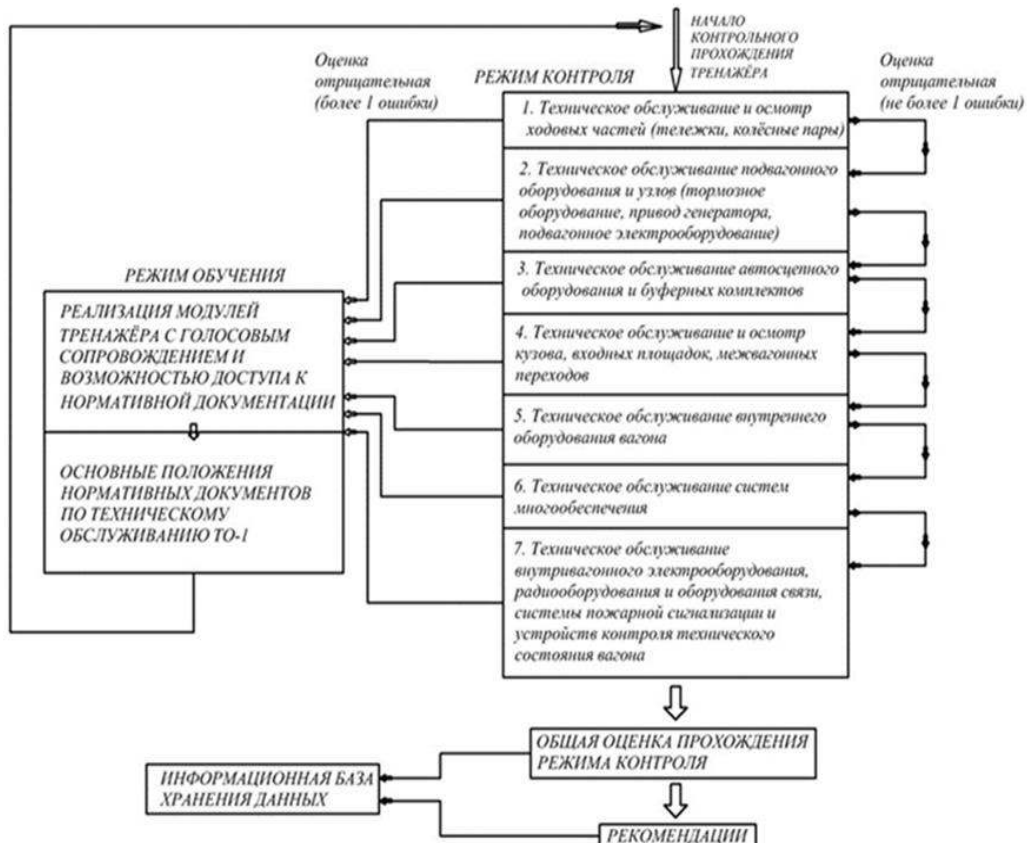 НАЧАЛО
КОНТРОЛЬНОГО
ПРОХОЖДЕНИЯ
ТРЕНАЖЁРА
Оценка
отрицательная
(более 1 ошибки)
РЕЖИМ КОНТРОЛЯ
Оценка
отрицательная
(не более 1 ошибки)
1. Техническое обслуживание и осмотр
ходовых частей (тележки, колёсные пары)
2. Техническое обслуживание подвагонного
оборудования и узлов (тормозное
оборудование, привод генератора,
подвагонное электрооборудование)
3. Техническое обслуживание автосцепного
оборудования и буферных комплектов
4. Техническое обслуживание и осмотр
кузова, входных площадок, межвагонных
переходов
5. Техническое обслуживание внутреннего
оборудования вагона
6. Техническое обслуживание систем
многообеспечения
7. Техническое обслуживание
внутривагонного электрооборудования,
радиооборудования и оборудования связи,
системы пожарной сигнализации и
устройств контроля технического
состояния вагона
РЕЖИМ ОБУЧЕНИЯ
РЕАЛИЗАЦИЯ МОДУЛЕЙ
ТРЕНАЖЁРА С ГОЛОСОВЫМ
СОПРОВОЖДЕНИЕМ И
ВОЗМОЖНОСТЬЮ ДОСТУПА К
НОРМАТИВНОЙ ДОКУМЕНТАЦИИ
ОСНОВНЫЕ ПОЛОЖЕНИЯ
НОРМАТИВНЫХ ДОКУМЕНТОВ
ПО ТЕХНИЧЕСКОМУ
ОБСЛУЖИВАНИЮ ТО-1
ОБЩАЯ ОЦЕНКА ПРОХОЖДЕНИЯ
РЕЖИМА КОНТРОЛЯ
ИНФОРМАЦИОННАЯ БАЗА
ХРАНЕНИЯ ДАННЫХ
РЕКОМЕНДАЦИИ